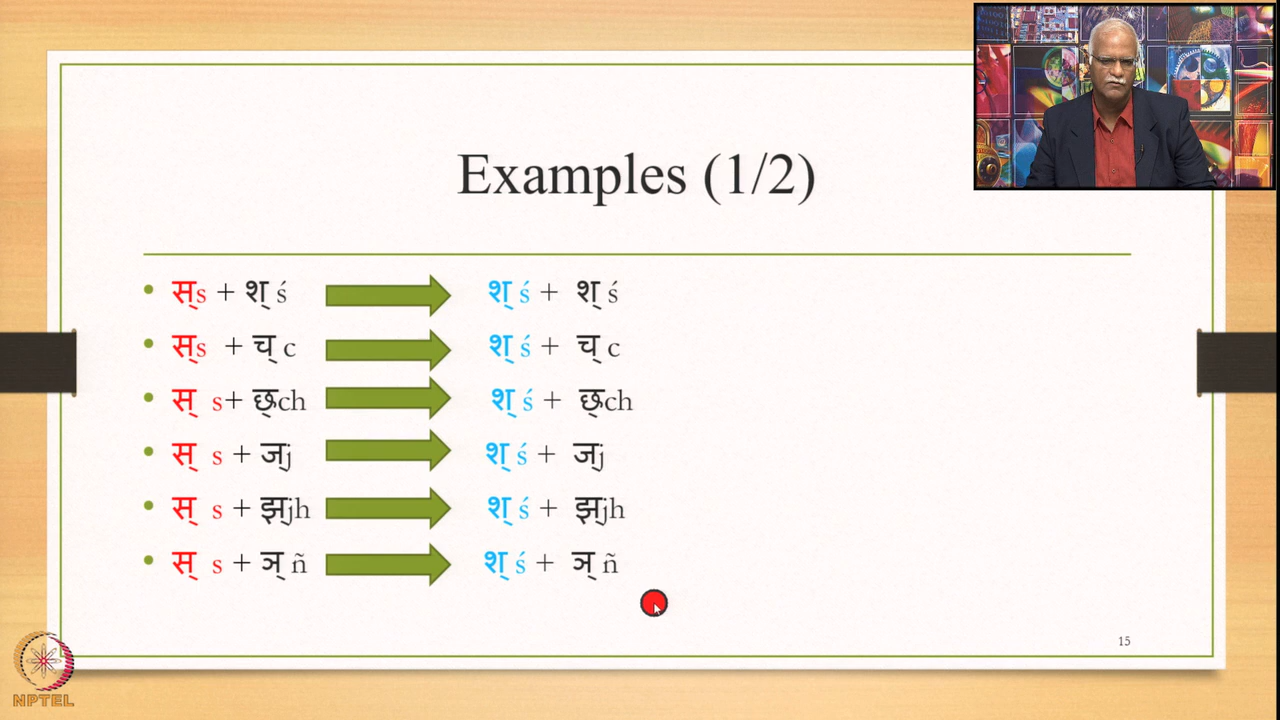 Examples (1/2)
• स्s + श् ś श् ś + श् ś
• स्s + च् c श् ś + च् c
• स् s+ छ्ch श् ś + छ्ch
• स् s + ज्j श् ś + ज्j
• स् s + झ्jh श् ś + झ्jh
• स् s + ञ् ñ श् ś + ञ् ñ
15
NPTEL